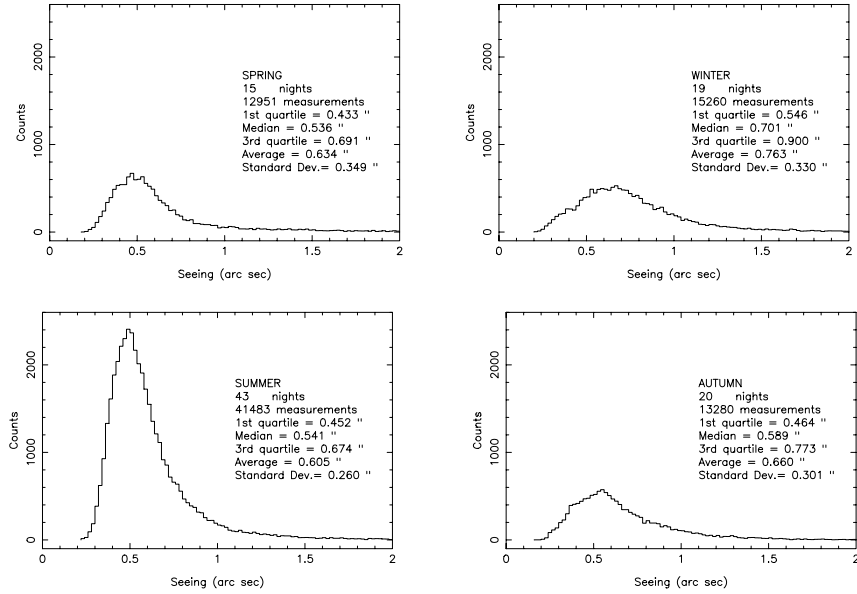 2000
1000
0
Counts
SPRING
15 nights
12951 measurements
1st quartile = 0.433 "
Median = 0.536 "
3rd quartile = 0.691 "
Average = 0.634 "
Standard Dev.= 0.349 "
0 0.5 1 1.5 2
Seeing (arc sec)
2000
1000
0
Counts
WINTER
19 nights
15260 measurements
1st quartile = 0.546 "
Median = 0.701 "
3rd quartile = 0.900 "
Average = 0.763 "
Standard Dev.= 0.330 "
0 0.5 1 1.5 2
Seeing (arc sec)
2000
1000
0
Counts
SUMMER
43 nights
41483 measurements
1st quartile = 0.452 "
Median = 0.541 "
3rd quartile = 0.674 "
Average = 0.605 "
Standard Dev.= 0.260 "
0 0.5 1 1.5 2
Seeing (arc sec)
2000
1000
0
Counts
AUTUMN
20 nights
13280 measurements
1st quartile = 0.464 "
Median = 0.589 "
3rd quartile = 0.773 "
Average = 0.660 "
Standard Dev.= 0.301 "
0 0.5 1 1.5 2
Seeing (arc sec)